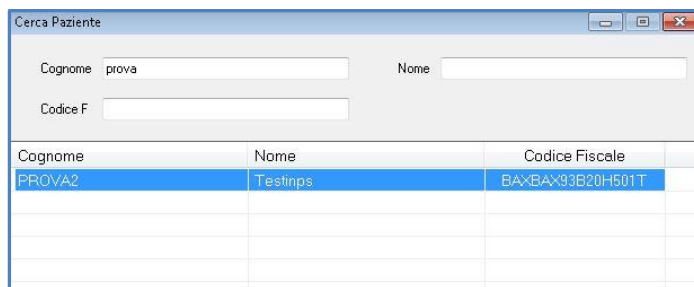 Cerca Paziente
Cognome prova Nome
Codice F
Cognome Nome Codice Fiscale
PROVA2 Testinps BAXBAX93B20H501T